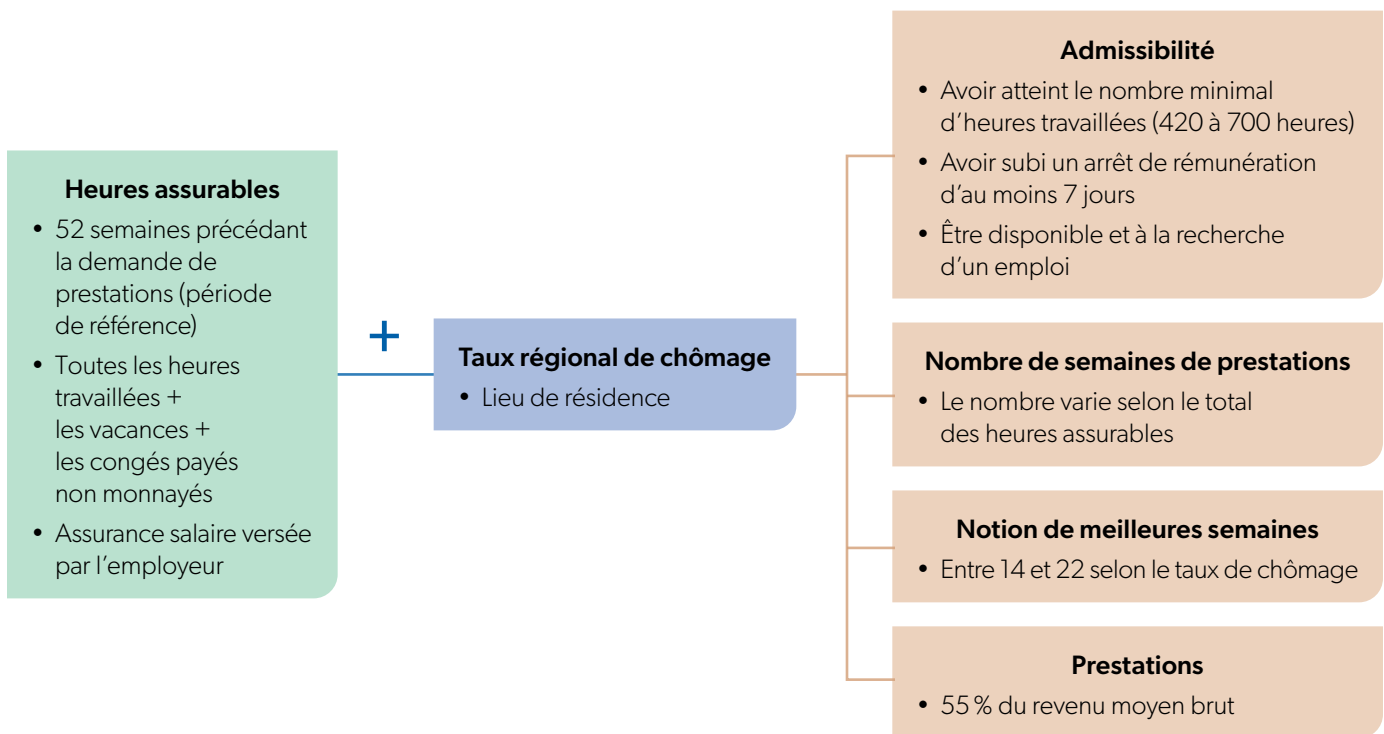 Heures assurables
• 52 semaines précédant
la demande de
prestations (période
de référence)
• Toutes les heures
travaillées +
les vacances +
les congés payés
non monnayés
• Assurance salaire versée
par l'employeur
+
Taux régional de chômage
• Lieu de résidence
Admissibilité
• Avoir atteint le nombre minimal
d'heures travaillées (420 à 700 heures)
• Avoir subi un arrêt de rémunération
d'au moins 7 jours
• Être disponible et à la recherche
d'un emploi
Nombre de semaines de prestations
• Le nombre varie selon le total
des heures assurables
Notion de meilleures semaines
• Entre 14 et 22 selon le taux de chômage
Prestations
• 55 % du revenu moyen brut